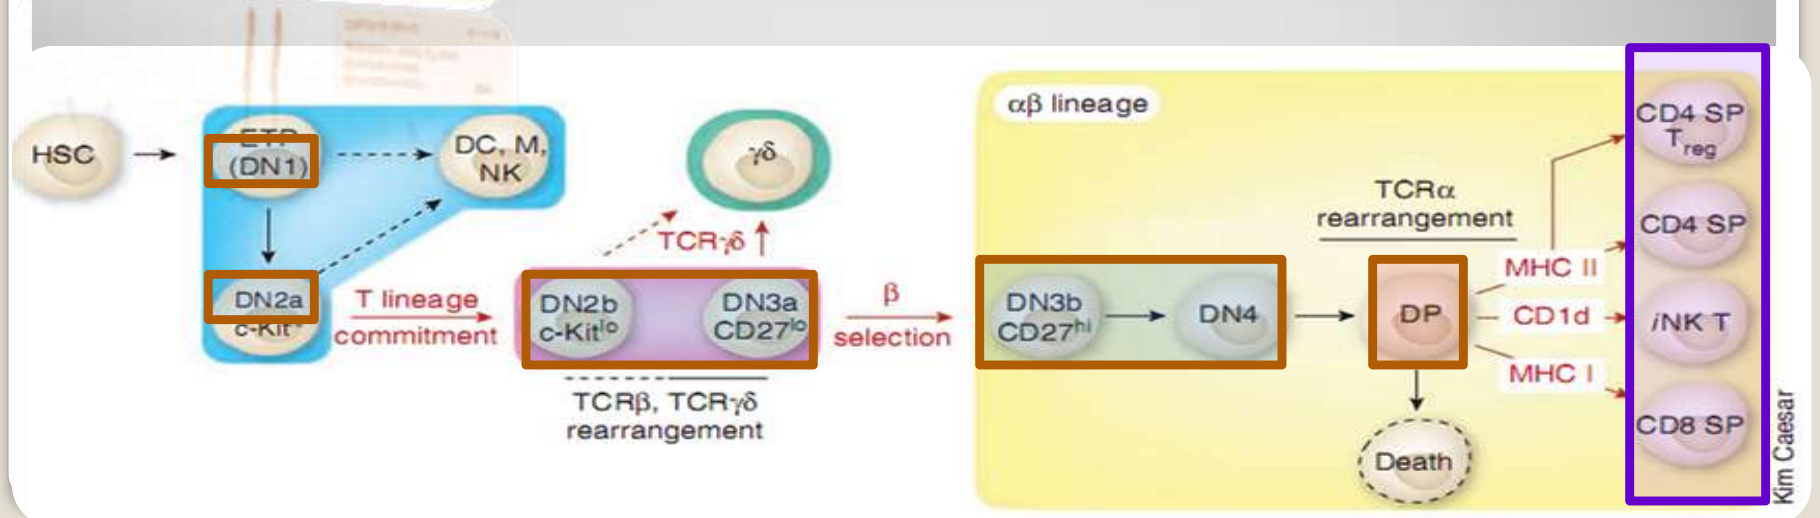 HSC
ETP
(DN1)
DC, M,
NK
DN2a
c-Kit⁺
T lineage
commitment
γδ
TCRγδ
DN2b
c-Kitˡᵒ
DN3a
CD27ˡᵒ
TCRβ, TCRγδ
rearrangement
β
selection
αβ lineage
DN3b
CD27ʰⁱ
DN4
TCRα
rearrangement
DP
Death
MHC II
CD1d
MHC I
CD4 SP
Treg
CD4 SP
iNK T
CD8 SP
Kim Caesar